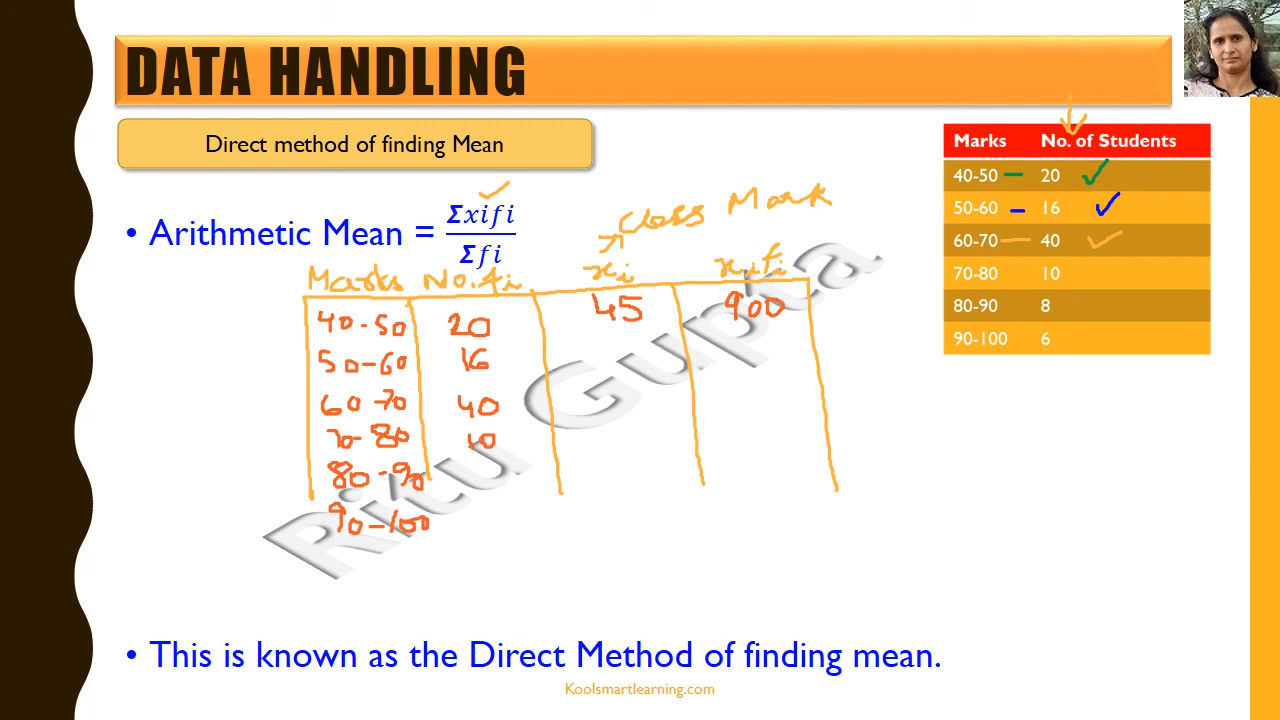 DATA HANDLING
Direct method of finding Mean
• Arithmetic Mean = Σxifi / Σfi
Class Mark
Marks No. fi xi xifi
40-50 20 45 900
50-60 16
60-70 40
70-80 10
80-90
90-100
Marks No. of Students
40-50 20
50-60 16
60-70 40
70-80 10
80-90 8
90-100 6
Ritu Gupta
• This is known as the Direct Method of finding mean.
Koolsmartlearning.com